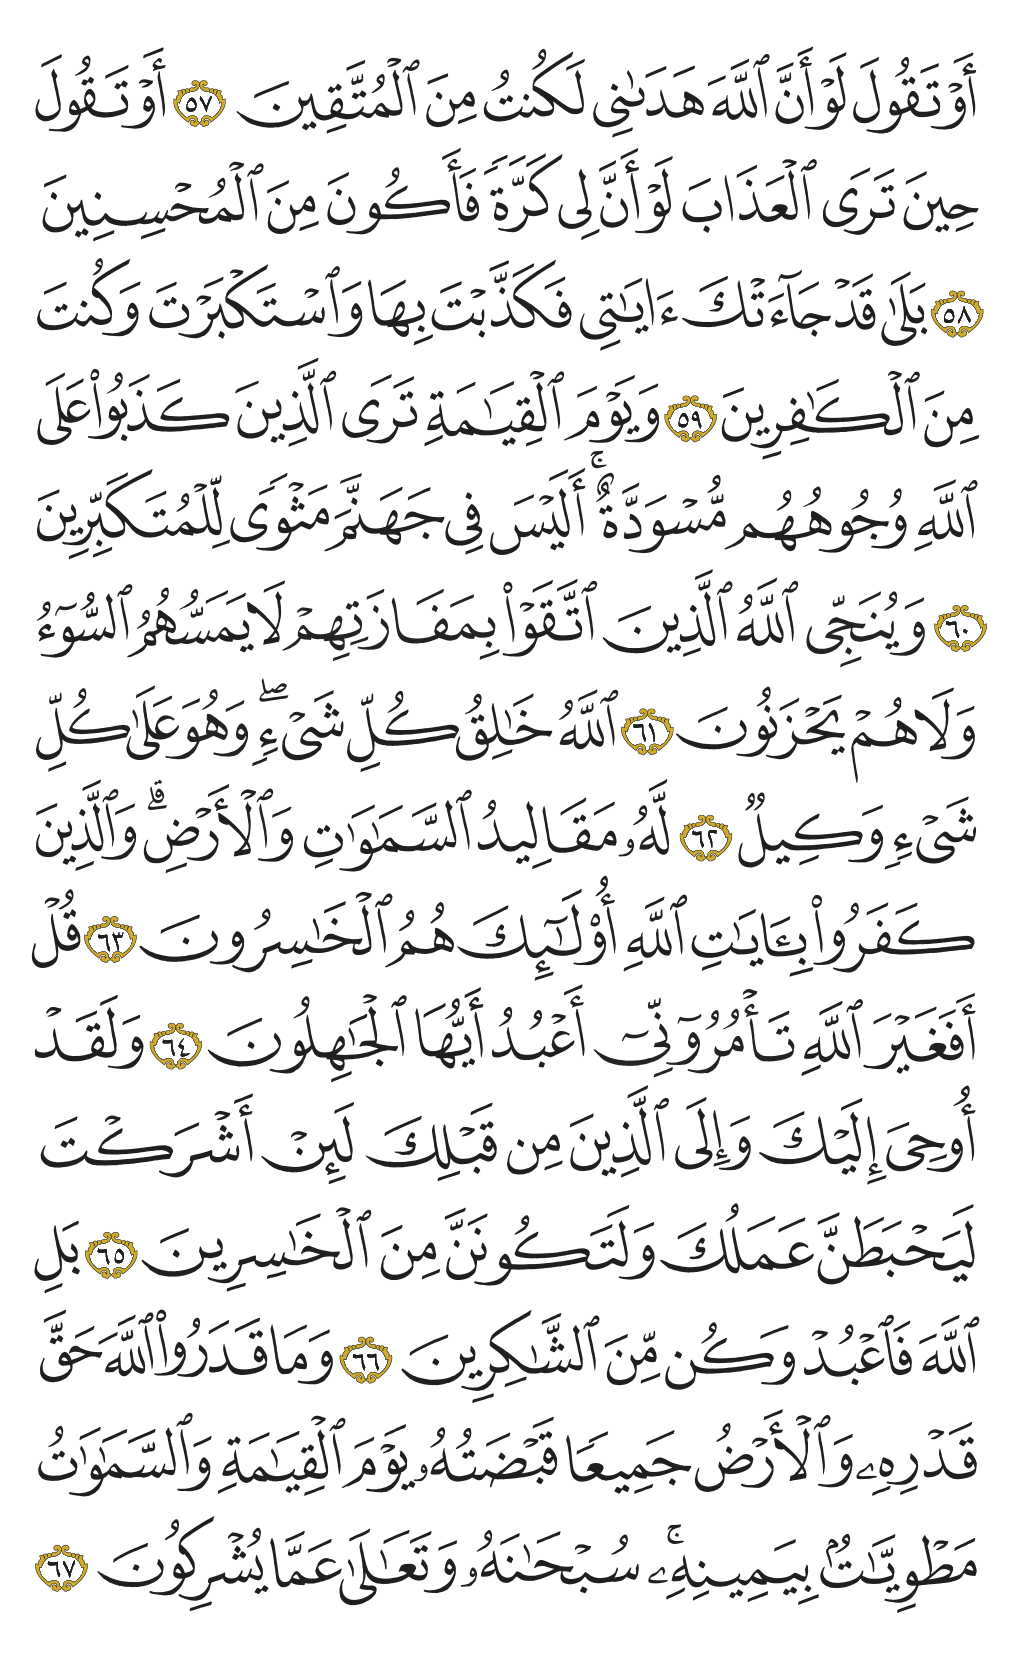 أَوْ تَقُولَ لَوْ أَنَّ ٱللَّهَ هَدَىٰنِى لَكُنتُ مِنَ ٱلْمُتَّقِينَ ٥٧ أَوْ تَقُولَ
حِينَ تَرَى ٱلْعَذَابَ لَوْ أَنَّ لِى كَرَّةً فَأَكُونَ مِنَ ٱلْمُحْسِنِينَ
٥٨ بَلَىٰ قَدْ جَآءَتْكَ ءَايَٰتِى فَكَذَّبْتَ بِهَا وَٱسْتَكْبَرْتَ وَكُنتَ
مِنَ ٱلْكَٰفِرِينَ ٥٩ وَيَوْمَ ٱلْقِيَٰمَةِ تَرَى ٱلَّذِينَ كَذَبُوا۟ عَلَى
ٱللَّهِ وُجُوهُهُم مُّسْوَدَّةٌ ۚ أَلَيْسَ فِى جَهَنَّمَ مَثْوًى لِّلْمُتَكَبِّرِينَ
٦٠ وَيُنَجِّى ٱللَّهُ ٱلَّذِينَ ٱتَّقَوْا۟ بِمَفَازَتِهِمْ لَا يَمَسُّهُمُ ٱلسُّوٓءُ
وَلَا هُمْ يَحْزَنُونَ ٦١ ٱللَّهُ خَٰلِقُ كُلِّ شَىْءٍ ۖ وَهُوَ عَلَىٰ كُلِّ
شَىْءٍ وَكِيلٌ ٦٢ لَّهُۥ مَقَالِيدُ ٱلسَّمَٰوَٰتِ وَٱلْأَرْضِ ۗ وَٱلَّذِينَ
كَفَرُوا۟ بِـَٔايَٰتِ ٱللَّهِ أُو۟لَٰٓئِكَ هُمُ ٱلْخَٰسِرُونَ ٦٣ قُلْ
أَفَغَيْرَ ٱللَّهِ تَأْمُرُوٓنِّىٓ أَعْبُدُ أَيُّهَا ٱلْجَٰهِلُونَ ٦٤ وَلَقَدْ
أُوحِىَ إِلَيْكَ وَإِلَى ٱلَّذِينَ مِن قَبْلِكَ لَئِنْ أَشْرَكْتَ
لَيَحْبَطَنَّ عَمَلُكَ وَلَتَكُونَنَّ مِنَ ٱلْخَٰسِرِينَ ٦٥ بَلِ
ٱللَّهَ فَٱعْبُدْ وَكُن مِّنَ ٱلشَّٰكِرِينَ ٦٦ وَمَا قَدَرُوا۟ ٱللَّهَ حَقَّ
قَدْرِهِۦ وَٱلْأَرْضُ جَمِيعًا قَبْضَتُهُۥ يَوْمَ ٱلْقِيَٰمَةِ وَٱلسَّمَٰوَٰتُ
مَطْوِيَّٰتٌۢ بِيَمِينِهِۦ ۚ سُبْحَٰنَهُۥ وَتَعَٰلَىٰ عَمَّا يُشْرِكُونَ ٦٧